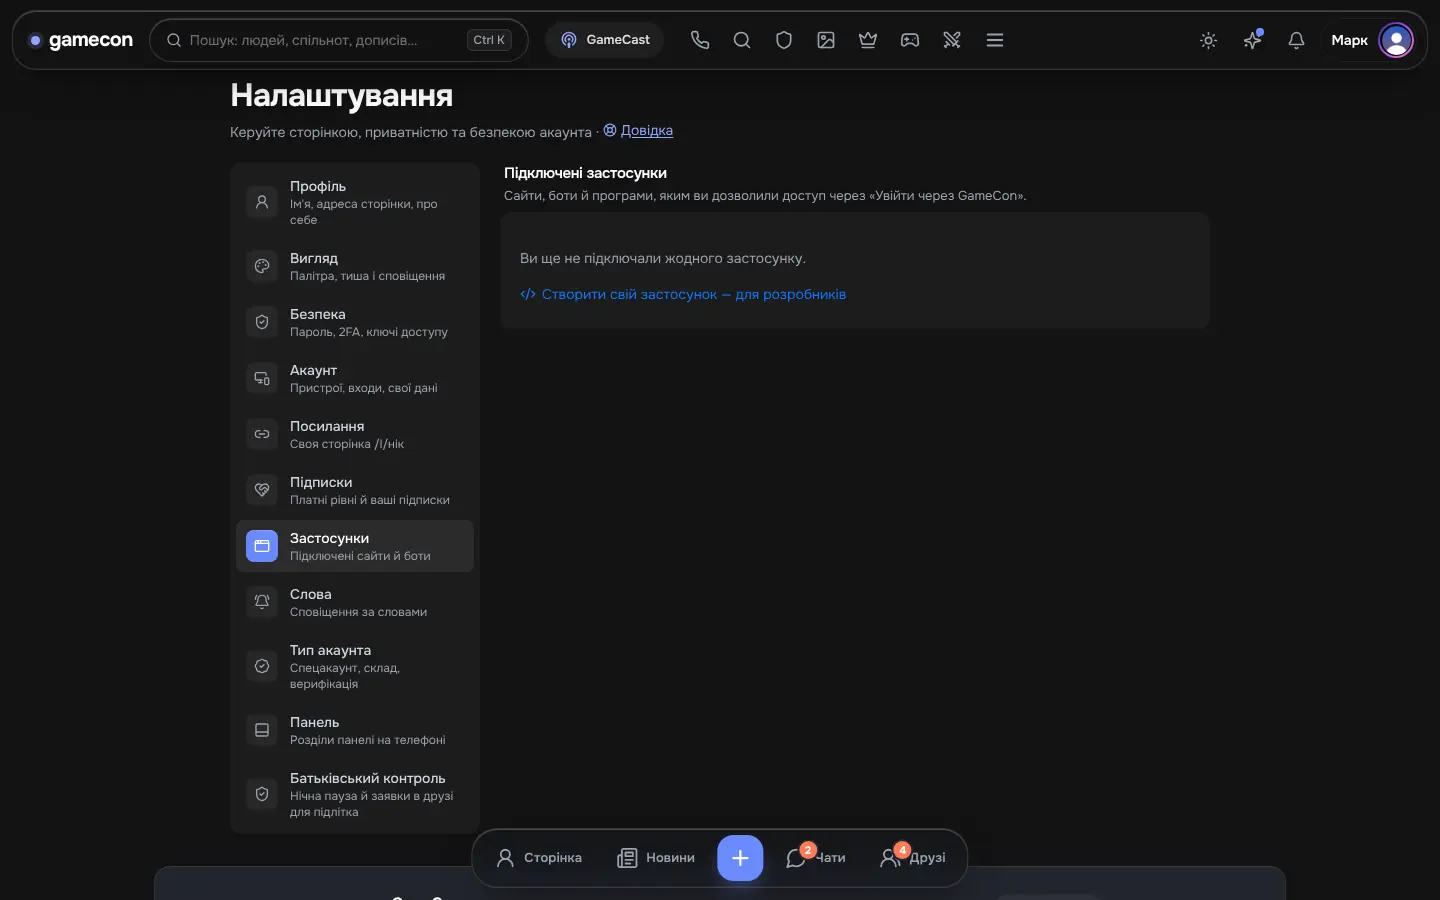 gamecon
Пошук: людей, спільнот, дописів...
Ctrl K
GameCast
Марк
Налаштування
Керуйте сторінкою, приватністю та безпекою акаунта · Довідка
Профіль
Ім'я, адреса сторінки, про
себе
Вигляд
Палітра, тиша і сповіщення
Безпека
Пароль, 2FA, ключі доступу
Акаунт
Пристрої, входи, свої дані
Посилання
Своя сторінка /l/нік
Підписки
Платні рівні й ваші підписки
Застосунки
Підключені сайти й боти
Слова
Сповіщення за словами
Тип акаунта
Спецакаунт, склад,
верифікація
Панель
Розділи панелі на телефоні
Батьківський контроль
Нічна пауза й заявки в друзі
для підлітка
Підключені застосунки
Сайти, боти й програми, яким ви дозволили доступ через «Увійти через GameCon».
Ви ще не підключали жодного застосунку.
</> Створити свій застосунок — для розробників
Сторінка
Новини
2
Чати
4
Друзі